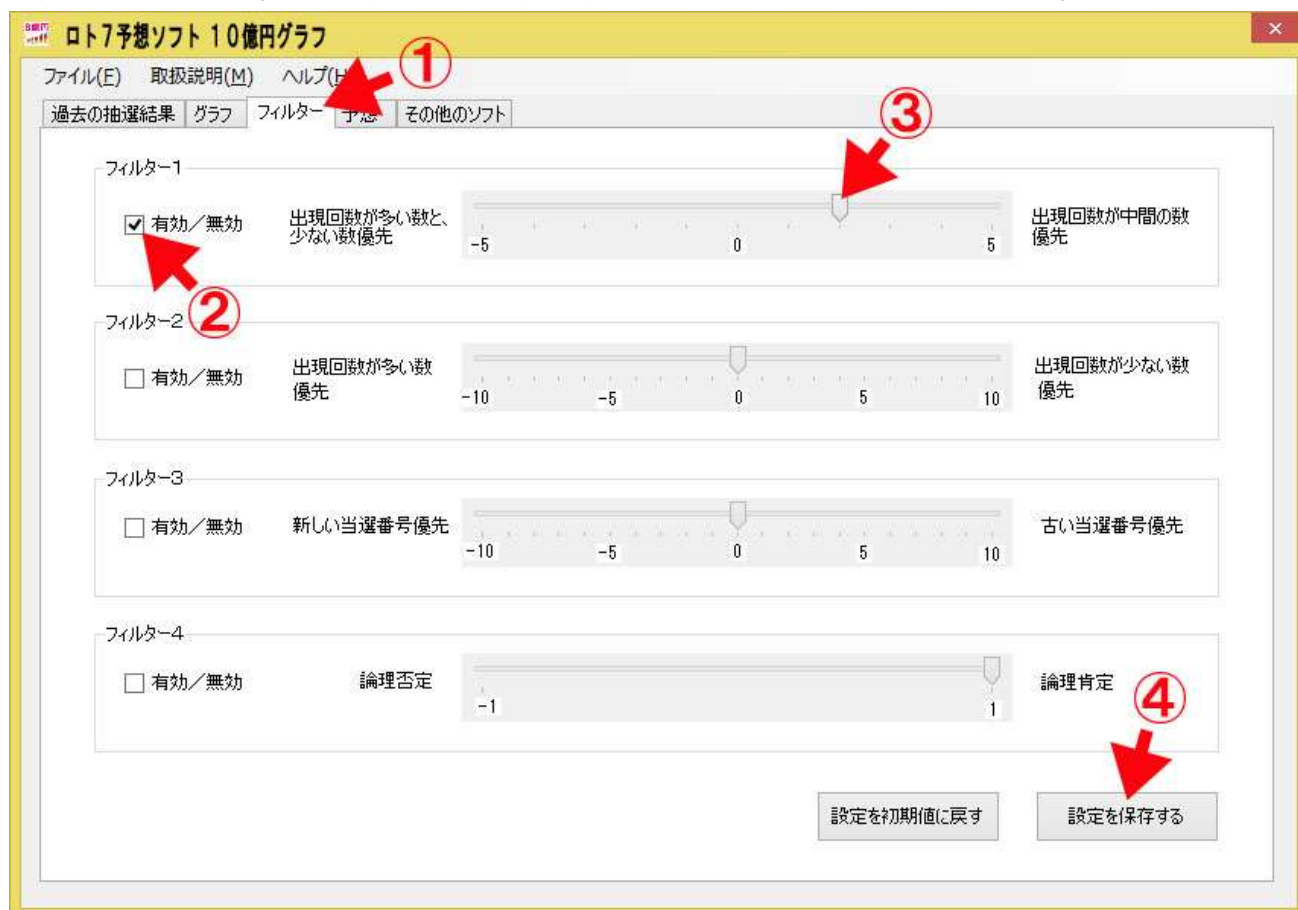 ロト7予想ソフト 10億円グラフ
ファイル(F) 取扱説明(M) ヘルプ(H
①
過去の抽選結果 グラフ フィルター 予想 その他のソフト
③
フィルター1
有効/無効
出現回数が多い数と、
少ない数優先
-5 0 5
出現回数が中間の数
優先
②
フィルター2
有効/無効
出現回数が多い数
優先
-10 -5 0 5 10
出現回数が少ない数
優先
フィルター3
有効/無効
新しい当選番号優先
-10 -5 0 5 10
古い当選番号優先
フィルター4
有効/無効
論理否定
-1 1
論理肯定
④
設定を初期値に戻す 設定を保存する